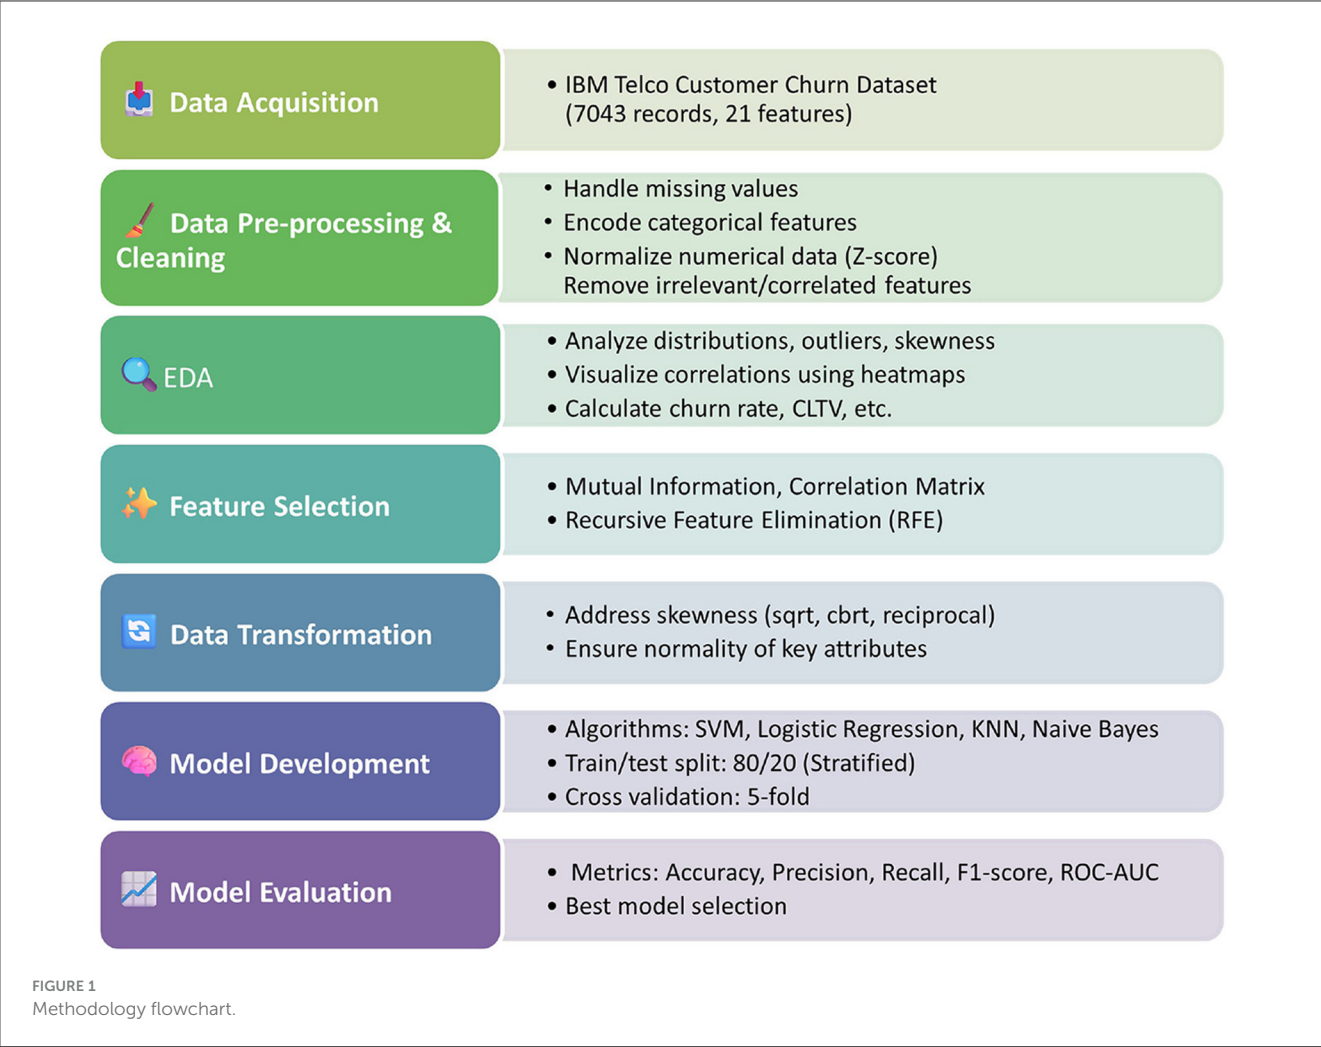 Data Acquisition
• IBM Telco Customer Churn Dataset
(7043 records, 21 features)
Data Pre-processing &
Cleaning
• Handle missing values
• Encode categorical features
• Normalize numerical data (Z-score)
Remove irrelevant/correlated features
EDA
• Analyze distributions, outliers, skewness
• Visualize correlations using heatmaps
• Calculate churn rate, CLTV, etc.
Feature Selection
• Mutual Information, Correlation Matrix
• Recursive Feature Elimination (RFE)
Data Transformation
• Address skewness (sqrt, cbrt, reciprocal)
• Ensure normality of key attributes
Model Development
• Algorithms: SVM, Logistic Regression, KNN, Naive Bayes
• Train/test split: 80/20 (Stratified)
• Cross validation: 5-fold
Model Evaluation
• Metrics: Accuracy, Precision, Recall, F1-score, ROC-AUC
• Best model selection
FIGURE 1
Methodology flowchart.